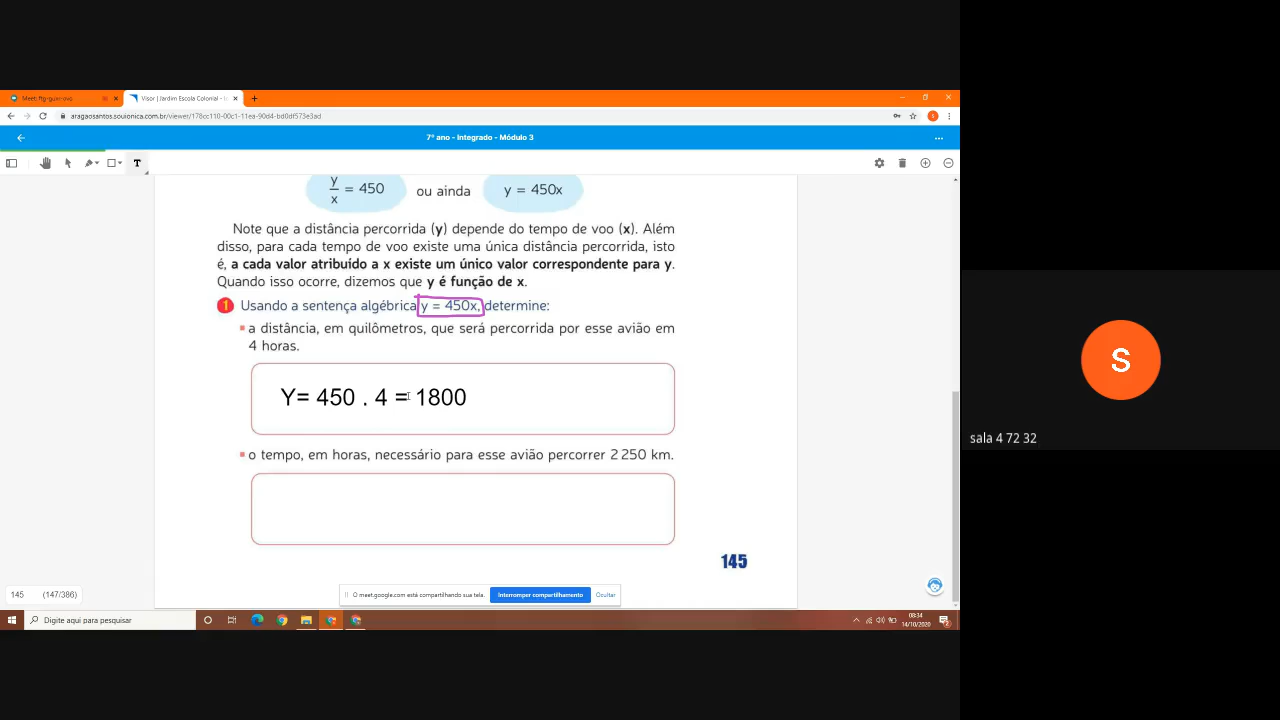 Visor | Jardim Escola Colonial - I
aragaosantos.souionica.com.br/viewer/178cc110-00c1-11ea-90d4-bd0df573e3ad
7º ano - Integrado - Módulo 3
T
y
x
= 450
ou ainda
y = 450x
Note que a distância percorrida (y) depende do tempo de voo (x). Além
disso, para cada tempo de voo existe uma única distância percorrida, isto
é, a cada valor atribuído a x existe um único valor correspondente para y.
Quando isso ocorre, dizemos que y é função de x.
1 Usando a sentença algébrica y = 450x, determine:
a distância, em quilômetros, que será percorrida por esse avião em
4 horas.
Y= 450 . 4 = 1800
o tempo, em horas, necessário para esse avião percorrer 2 250 km.
145
145 (147/386)
O meet.google.com está compartilhando sua tela.
Interromper compartilhamento
Ocultar
Digite aqui para pesquisar
08:34
14/10/2020
S
sala 4 72 32